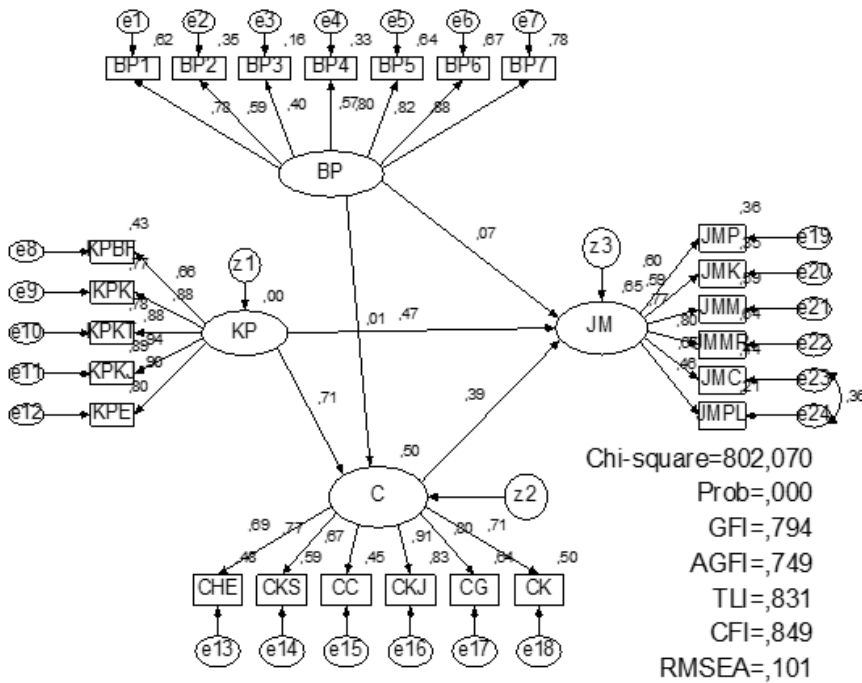 e1 e2 e3 e4 e5 e6 e7
,62 ,35 ,16 ,33 ,64 ,67 ,78
BP1 BP2 BP3 BP4 BP5 BP6 BP7
,78 ,59 ,40 ,57 ,80 ,82 ,88
BP
,07
,43
e8 KPBH ,66
,77
e9 KPK ,88
,78
e10 KPKT ,88
,89
e11 KPKJ ,94
e12 KPE ,80
z1
,00
KP
,01 ,47
,71
,39
z3
,65
JM
,36
,60 JMP e19
,59 JMK e20
,77 JMM e21
,80 e22
JMC e23
,46 ,21
JMPL e24
,36
,50
C
z2
,69 ,77 ,67 ,91 ,80 ,71
,48 ,59 ,45 ,83 ,64 ,50
CHE CKS CC CKJ CG CK
e13 e14 e15 e16 e17 e18
Chi-square=802,070
Prob=,000
GFI=,794
AGFI=,749
TLI=,831
CFI=,849
RMSEA=,101